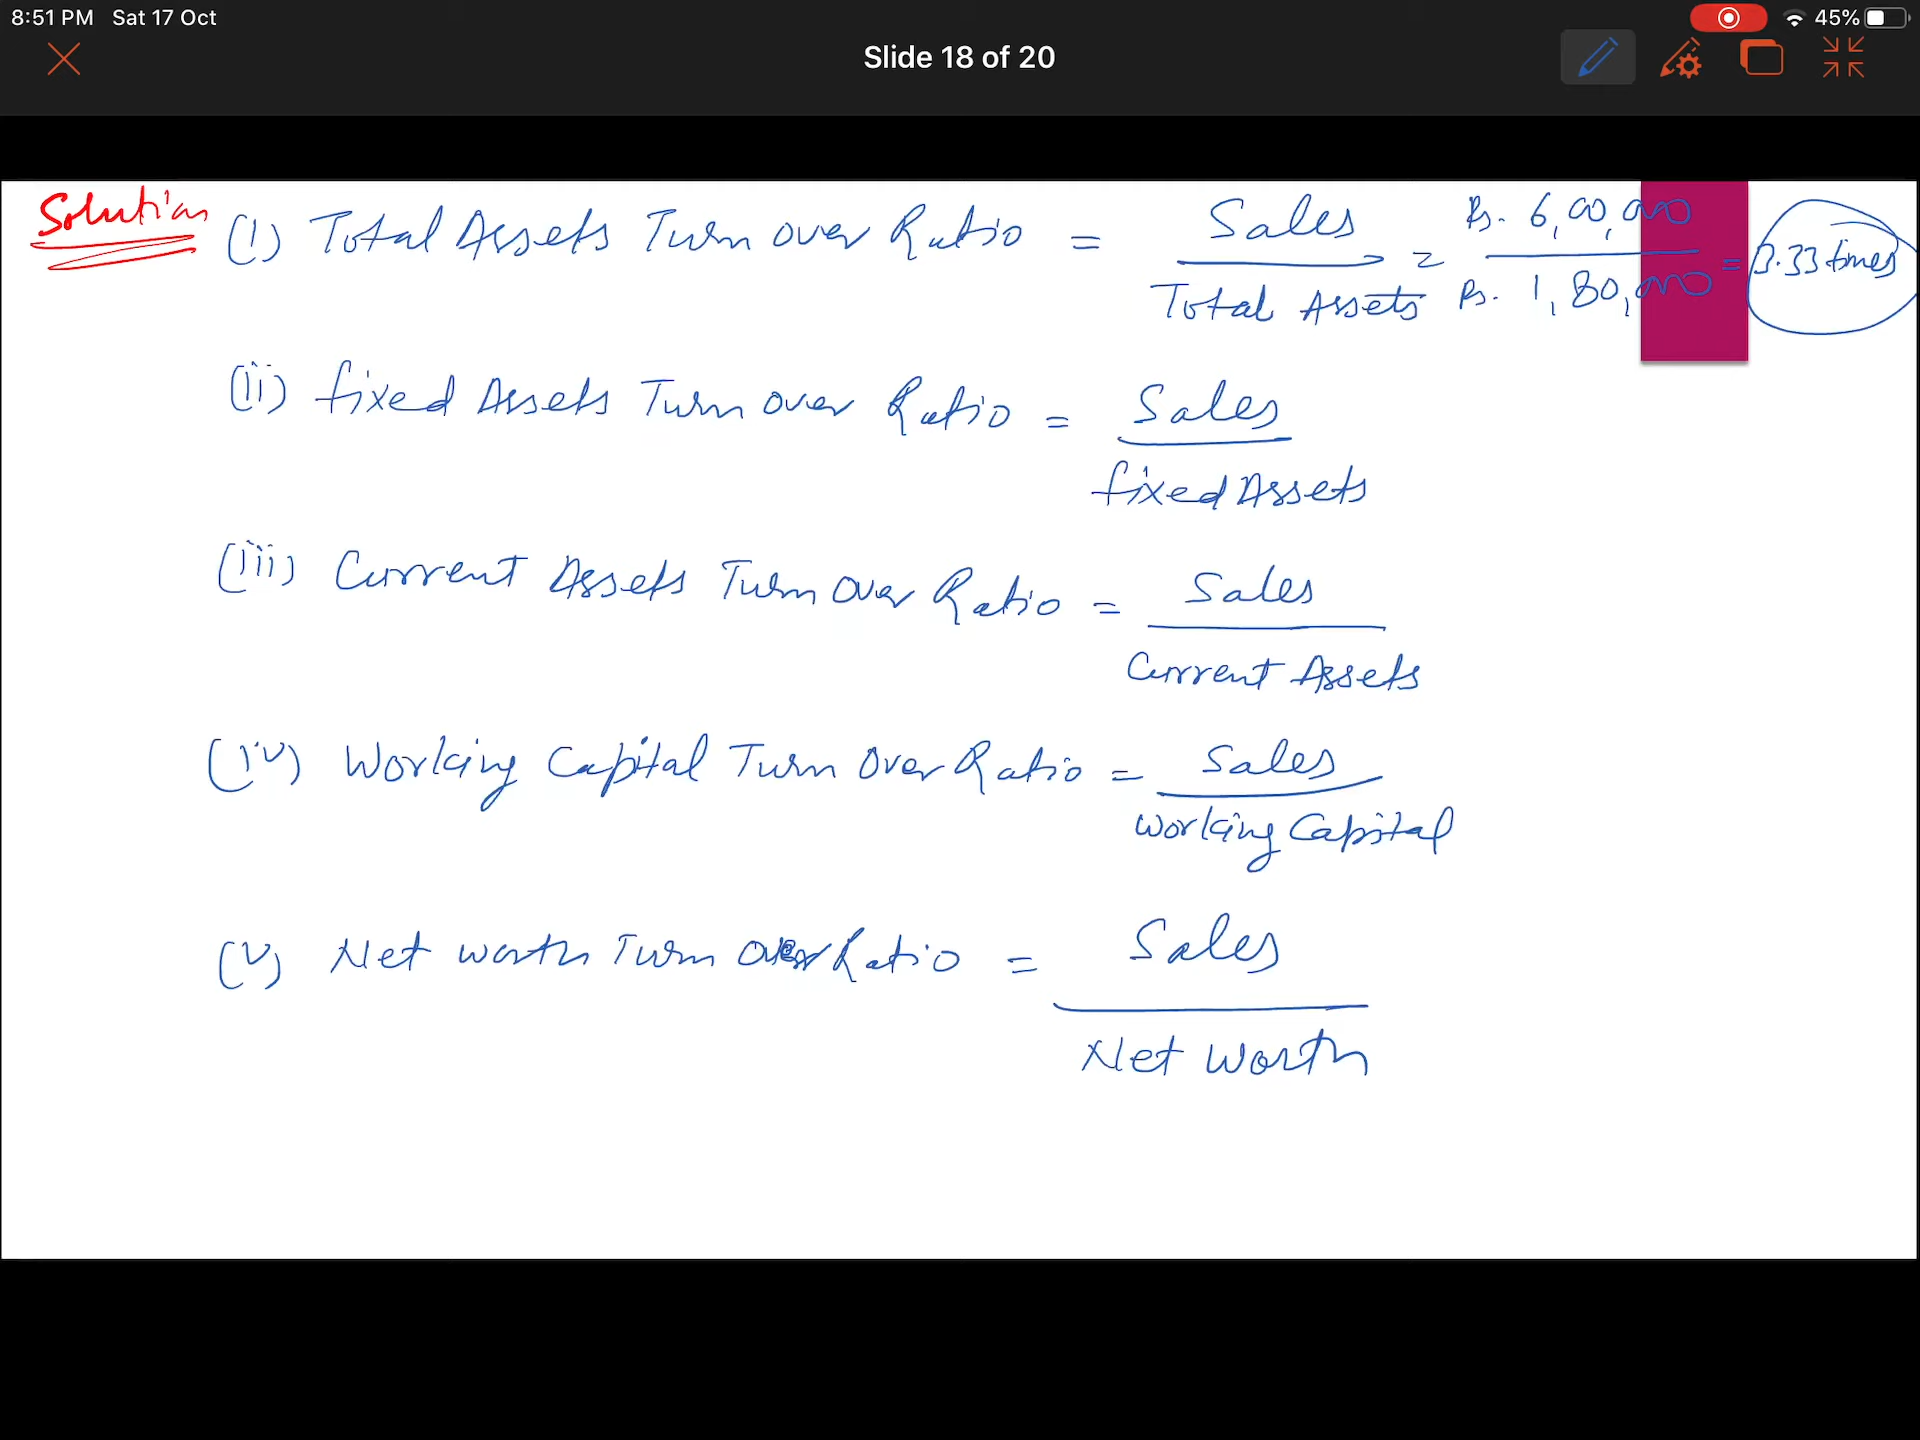 8:51 PM Sat 17 Oct 45%
Slide 18 of 20
Solution
(i) Total Assets Turn over Ratio = Sales / Total Assets = Rs. 6,00,000 / Rs. 1,80,000 = 3.33 times
(ii) fixed Assets Turn over Ratio = Sales / fixed Assets
(iii) Current Assets Turn Over Ratio = Sales / Current Assets
(iv) Working Capital Turn Over Ratio = Sales / Working Capital
(v) Net worth Turn Over Ratio = Sales / Net Worth